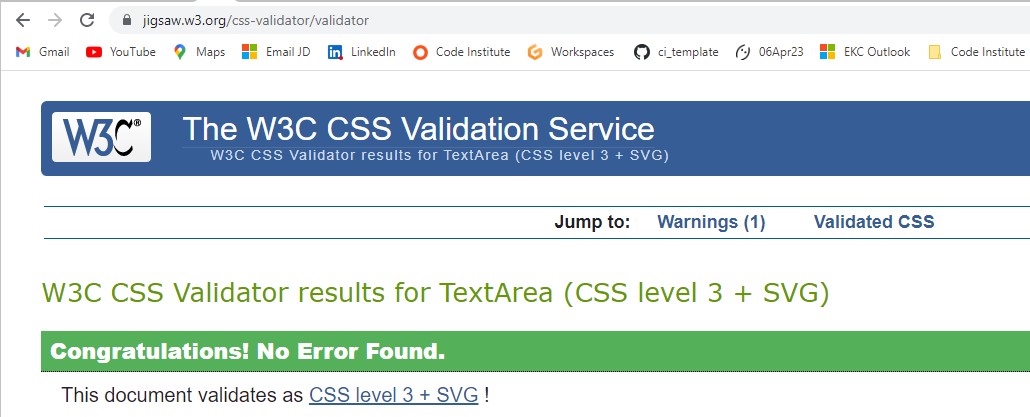 jigsaw.w3.org/css-validator/validator
Gmail YouTube Maps Email JD LinkedIn Code Institute Workspaces ci_template 06Apr23 EKC Outlook Code Institute
W3C® The W3C CSS Validation Service
W3C CSS Validator results for TextArea (CSS level 3 + SVG)
Jump to: Warnings (1) Validated CSS
W3C CSS Validator results for TextArea (CSS level 3 + SVG)
Congratulations! No Error Found.
This document validates as CSS level 3 + SVG !